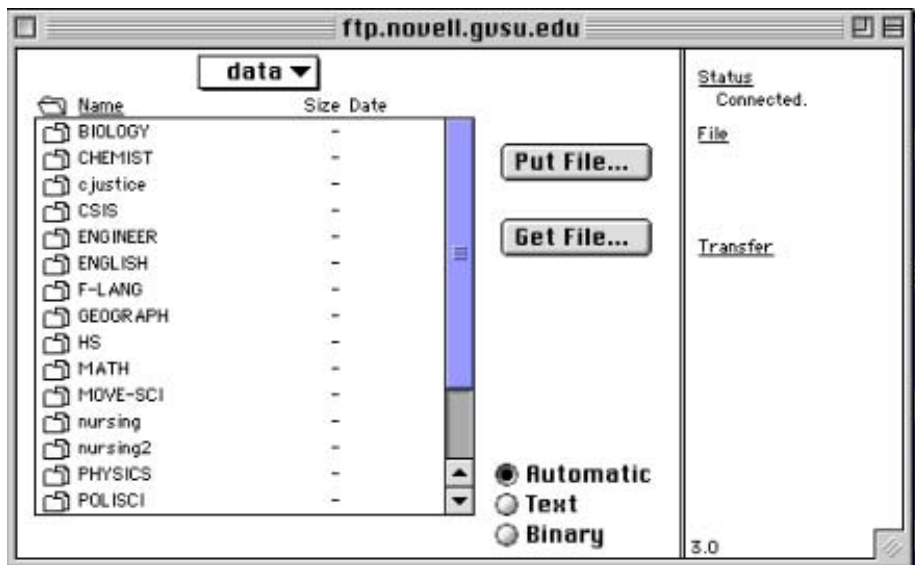 ftp.novell.gvsu.edu
data
Name Size Date
BIOLOGY -
CHEMIST -
cjustice -
CSIS -
ENGINEER -
ENGLISH -
F-LANG -
GEOGRAPH -
HS -
MATH -
MOVE-SCI -
nursing -
nursing2 -
PHYSICS -
POLISCI -
Put File...
Get File...
Automatic
Text
Binary
Status
Connected.
File
Transfer
3.0